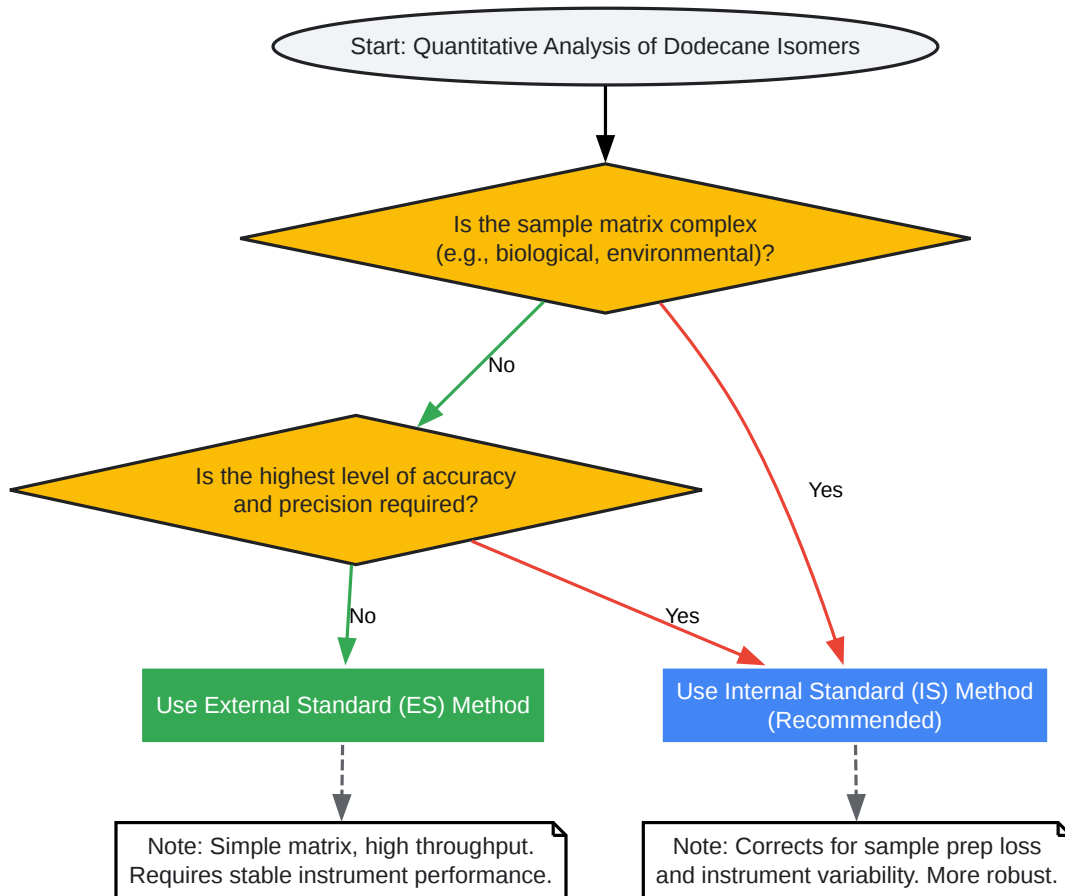 Start: Quantitative Analysis of Dodecane Isomers
Is the sample matrix complex
(e.g., biological, environmental)?
No
Yes
Is the highest level of accuracy
and precision required?
No
Yes
Use External Standard (ES) Method
Use Internal Standard (IS) Method
(Recommended)
Note: Simple matrix, high throughput.
Requires stable instrument performance.
Note: Corrects for sample prep loss
and instrument variability. More robust.